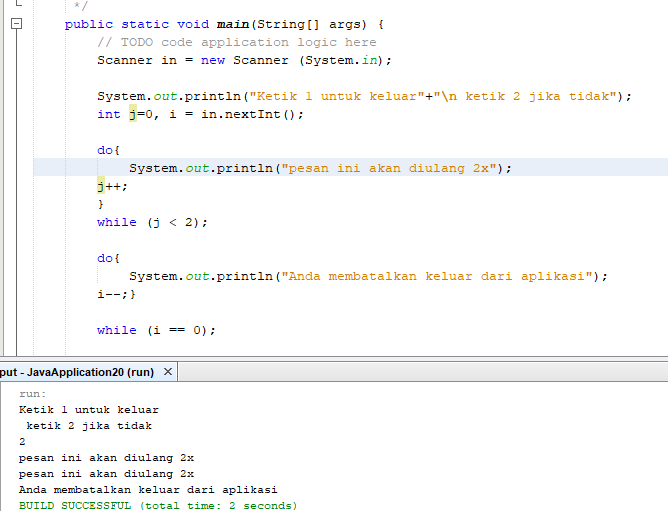 */
public static void main(String[] args) {
// TODO code application logic here
Scanner in = new Scanner (System.in);
System.out.println("Ketik 1 untuk keluar"+"\n ketik 2 jika tidak");
int j=0, i = in.nextInt();
do{
System.out.println("pesan ini akan diulang 2x");
j++;
}
while (j < 2);
do{
System.out.println("Anda membatalkan keluar dari aplikasi");
i--;}
while (i == 0);
put - JavaApplication20 (run) ×
run:
Ketik 1 untuk keluar
ketik 2 jika tidak
2
pesan ini akan diulang 2x
pesan ini akan diulang 2x
Anda membatalkan keluar dari aplikasi
BUILD SUCCESSFUL (total time: 2 seconds)